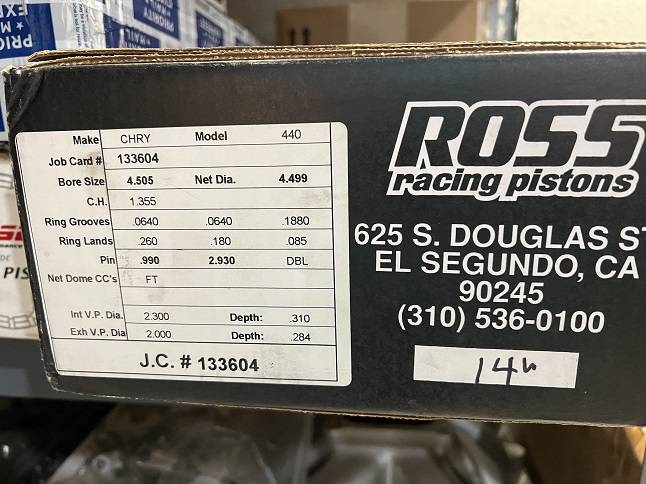 PRIO
MAIL
Make CHRY Model 440
Job Card # 133604
Bore Size 4.505 Net Dia. 4.499
C.H. 1.355
Ring Grooves .0640 .0640 .1880
Ring Lands .260 .180 .085
Pin .990 2.930 DBL
Net Dome CC's FT
Int V.P. Dia. 2.300 Depth: .310
Exh V.P. Dia 2.000 Depth: .284
J.C. # 133604
ROSS
racing pistons
625 S. DOUGLAS ST
EL SEGUNDO, CA
90245
(310) 536-0100
14
PIS